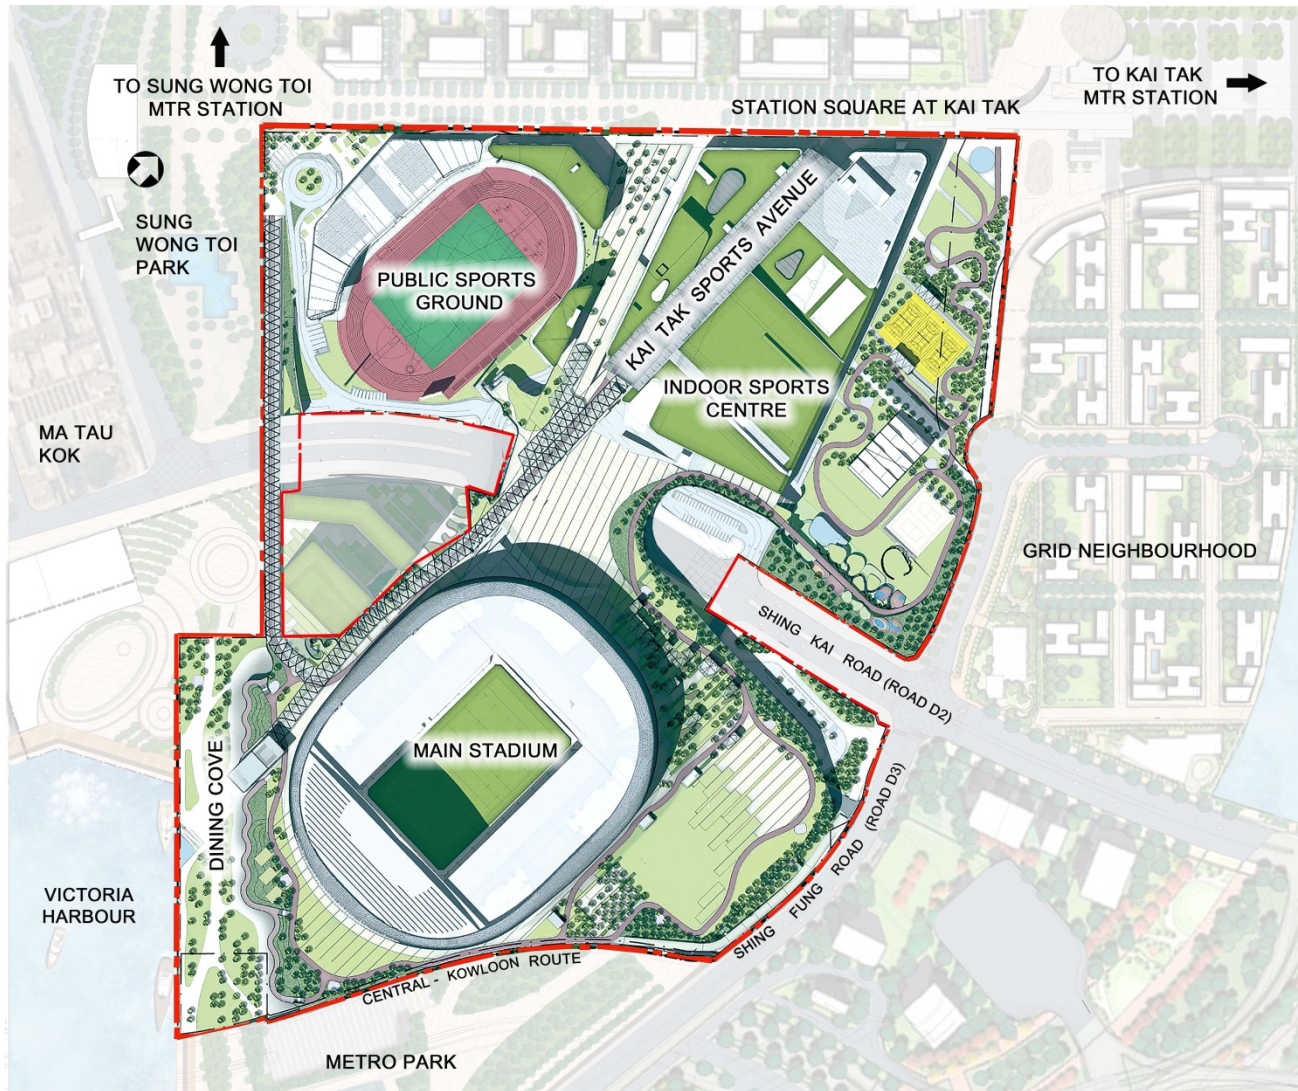 TO SUNG WONG TOI
MTR STATION
STATION SQUARE AT KAI TAK
TO KAI TAK
MTR STATION
SUNG
WONG TOI
PARK
PUBLIC SPORTS
GROUND
KAI TAK SPORTS AVENUE
INDOOR SPORTS
CENTRE
MA TAU
KOK
GRID NEIGHBOURHOOD
SHING KAI ROAD (ROAD D2)
MAIN STADIUM
DINING COVE
SHING FUNG ROAD (ROAD D3)
VICTORIA
HARBOUR
CENTRAL - KOWLOON ROUTE
METRO PARK